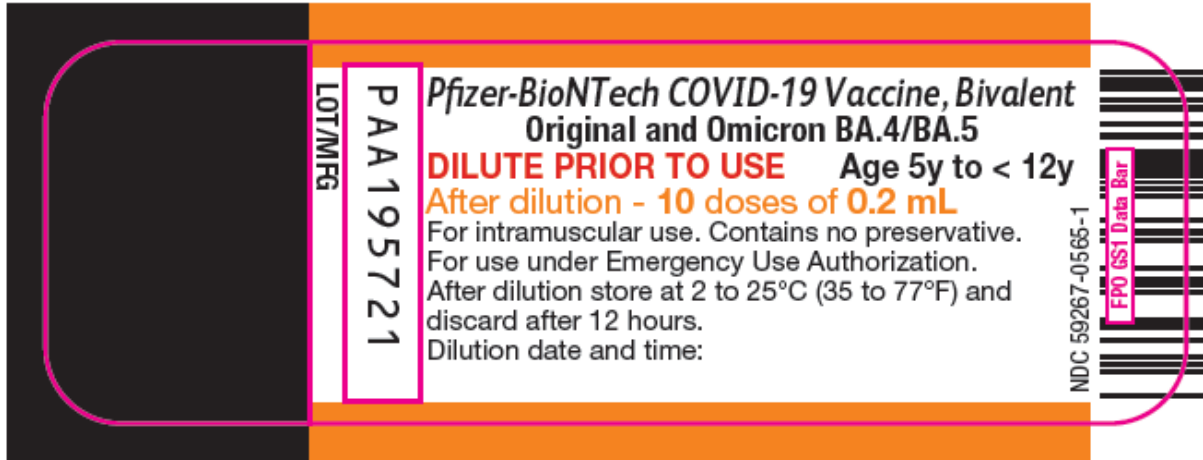 LOT/MFG
PAA195721
Pfizer-BioNTech COVID-19 Vaccine, Bivalent
Original and Omicron BA.4/BA.5
DILUTE PRIOR TO USE Age 5y to < 12y
After dilution - 10 doses of 0.2 mL
For intramuscular use. Contains no preservative.
For use under Emergency Use Authorization.
After dilution store at 2 to 25°C (35 to 77°F) and
discard after 12 hours.
Dilution date and time:
NDC 59267-0565-1
FPO GS1 Data Bar